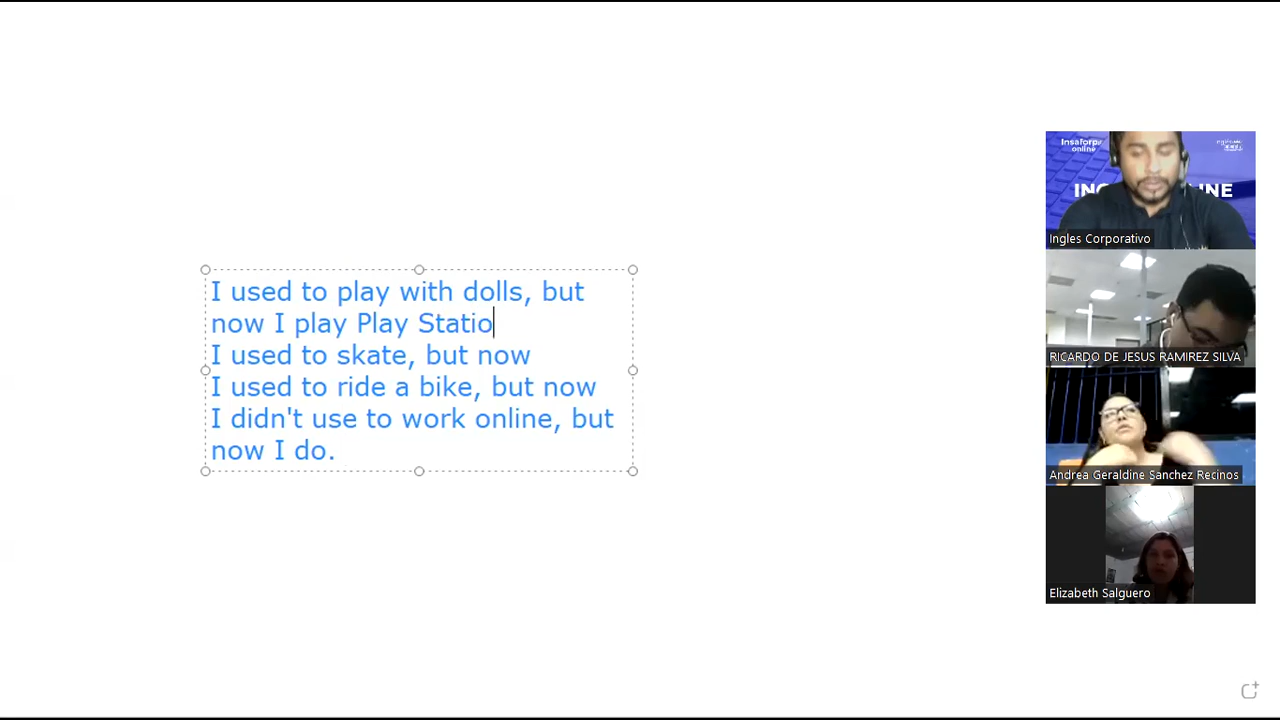 I used to play with dolls, but
now I play Play Statio
I used to skate, but now
I used to ride a bike, but now
I didn't use to work online, but
now I do.
Insaforp
online
Ingles Corporativo
RICARDO DE JESUS RAMIREZ SILVA
Andrea Geraldine Sanchez Recinos
Elizabeth Salguero